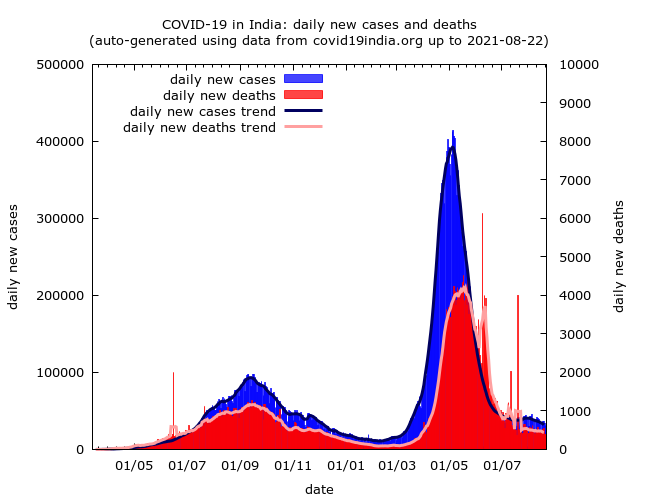 COVID-19 in India: daily new cases and deaths
(auto-generated using data from covid19india.org up to 2021-08-22)
daily new cases
daily new deaths
daily new cases trend
daily new deaths trend
500000
400000
300000
200000
100000
0
10000
9000
8000
7000
6000
5000
4000
3000
2000
1000
0
daily new cases
daily new deaths
01/05 01/07 01/09 01/11 01/01 01/03 01/05 01/07
date